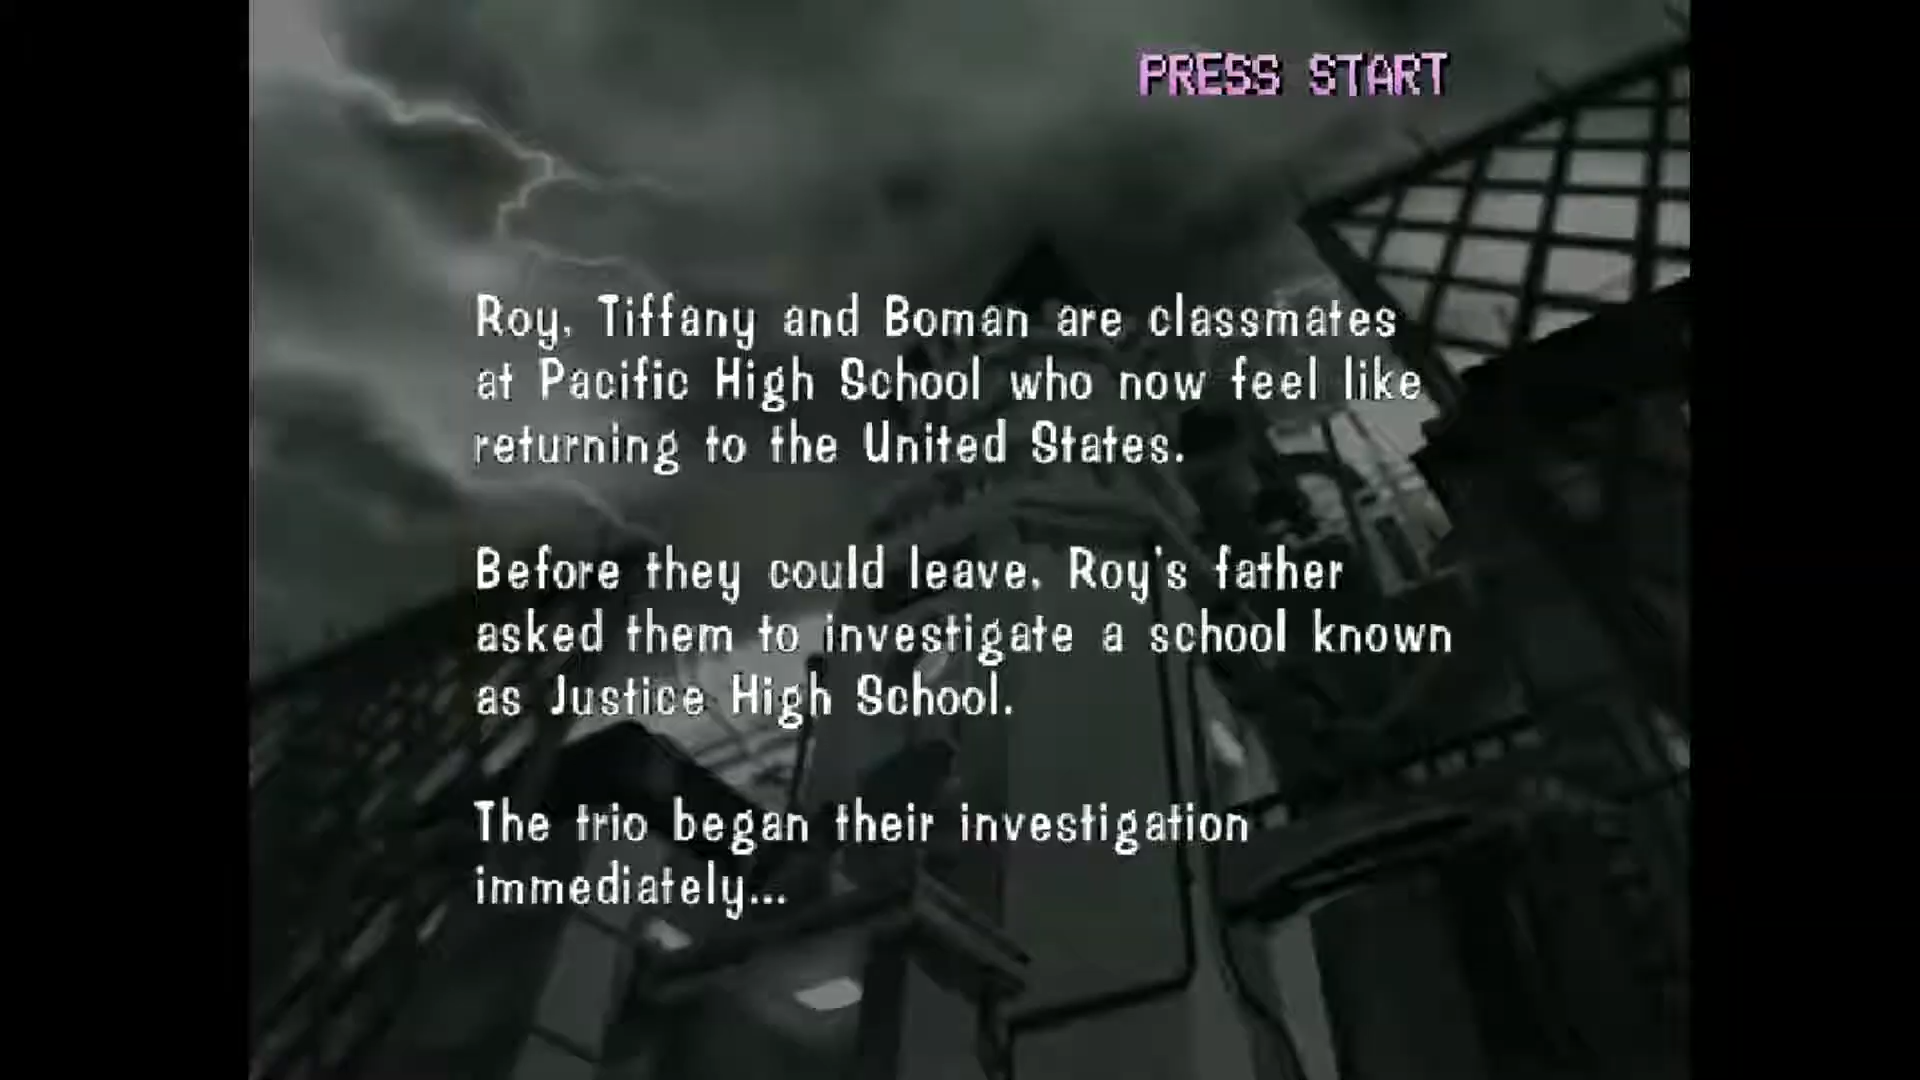 PRESS START
Roy, Tiffany and Boman are classmates
at Pacific High School who now feel like
returning to the United States.
Before they could leave, Roy's father
asked them to investigate a school known
as Justice High School.
The trio began their investigation
immediately...